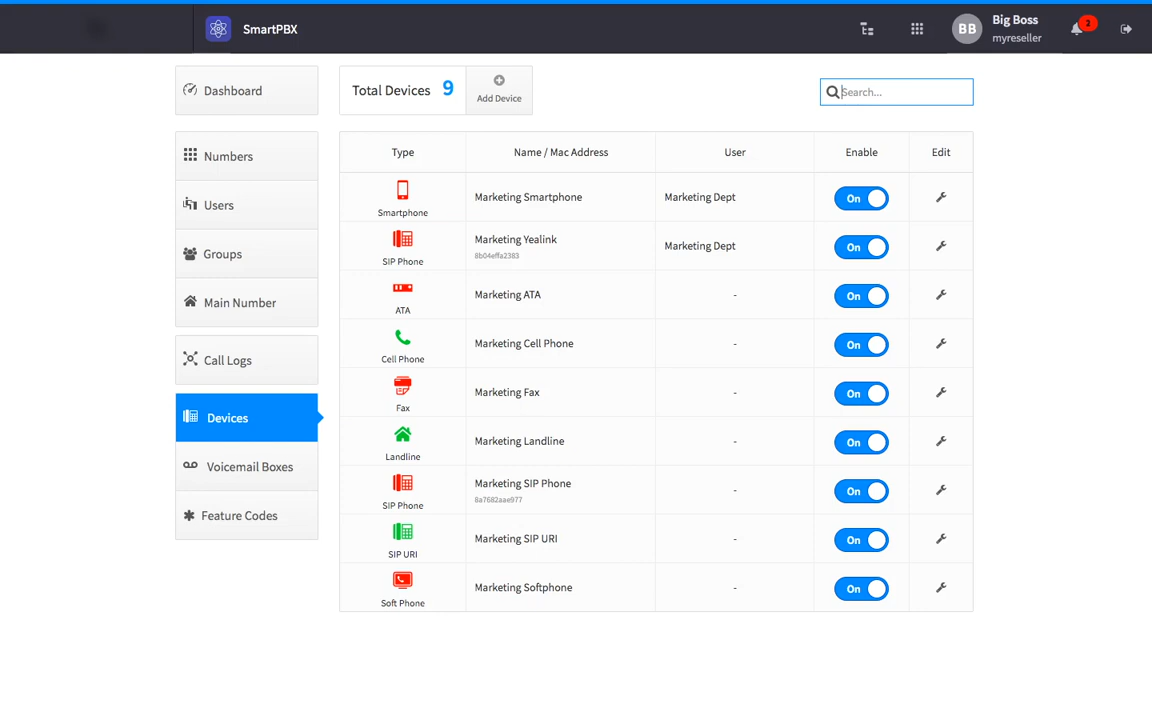 SmartPBX
BB
Big Boss
myreseller
2
Dashboard
Numbers
Users
Groups
Main Number
Call Logs
Devices
Voicemail Boxes
Feature Codes
Total Devices 9
Add Device
Search...
Type Name / Mac Address User Enable Edit
Smartphone Marketing Smartphone Marketing Dept On
SIP Phone Marketing Yealink 8b04effa2383 Marketing Dept On
ATA Marketing ATA - On
Cell Phone Marketing Cell Phone - On
Fax Marketing Fax - On
Landline Marketing Landline - On
SIP Phone Marketing SIP Phone 8a7682aae977 - On
SIP URI Marketing SIP URI - On
Soft Phone Marketing Softphone - On